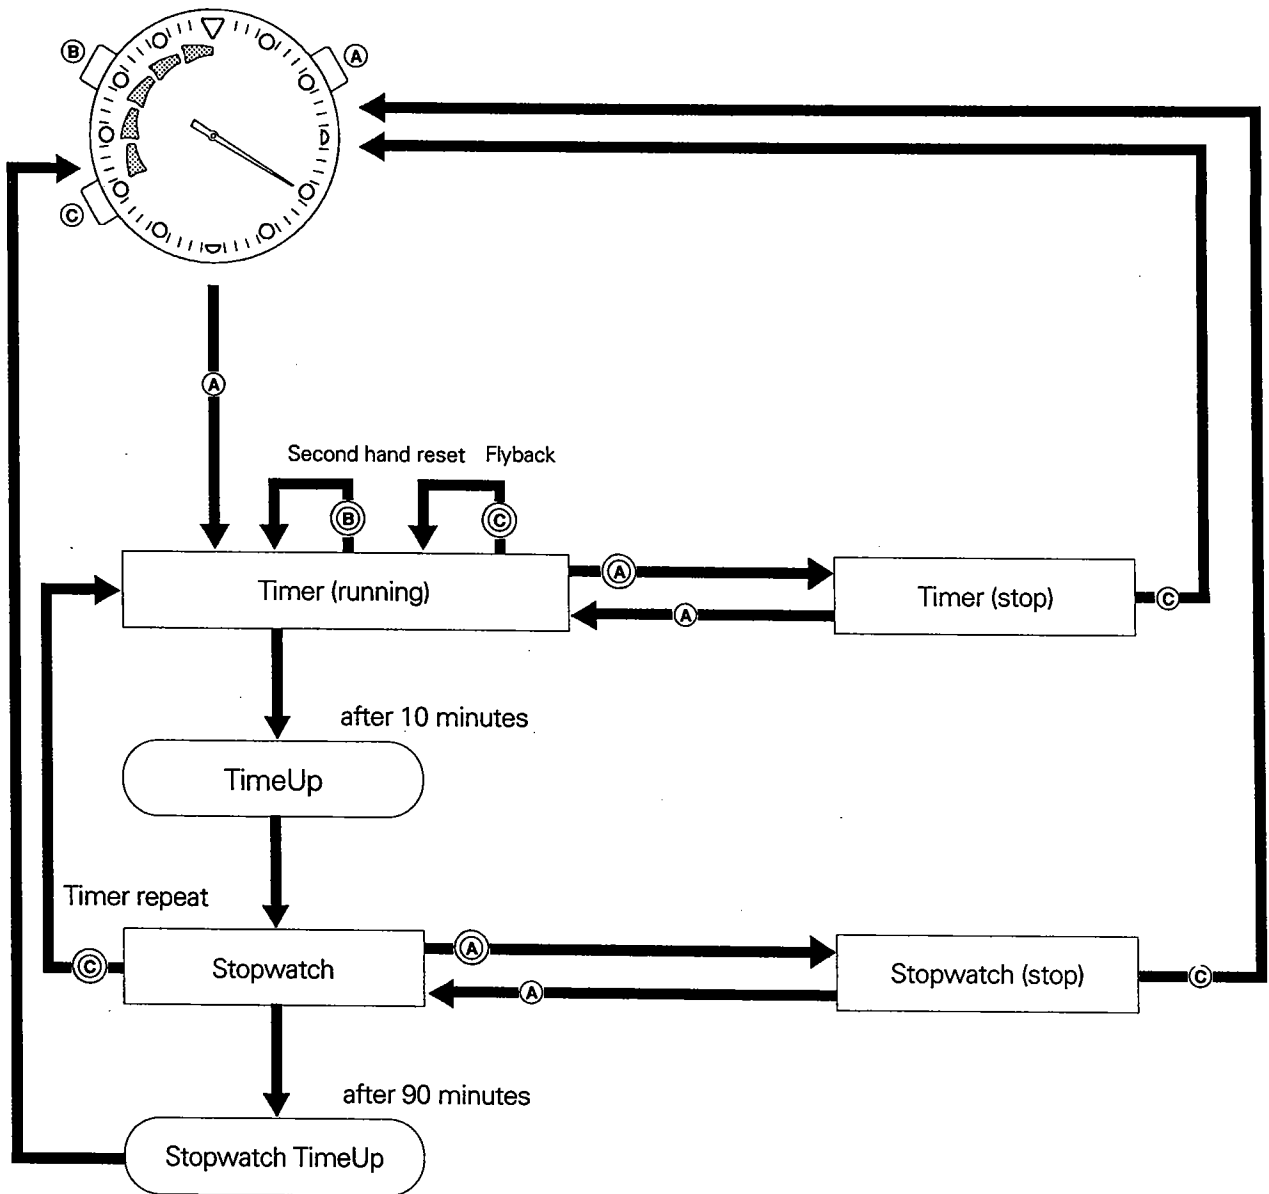 B
A
C
A
Second hand reset Flyback
B
C
Timer (running)
A
A
Timer (stop)
C
after 10 minutes
TimeUp
Timer repeat
C
Stopwatch
A
A
Stopwatch (stop)
C
after 90 minutes
Stopwatch TimeUp